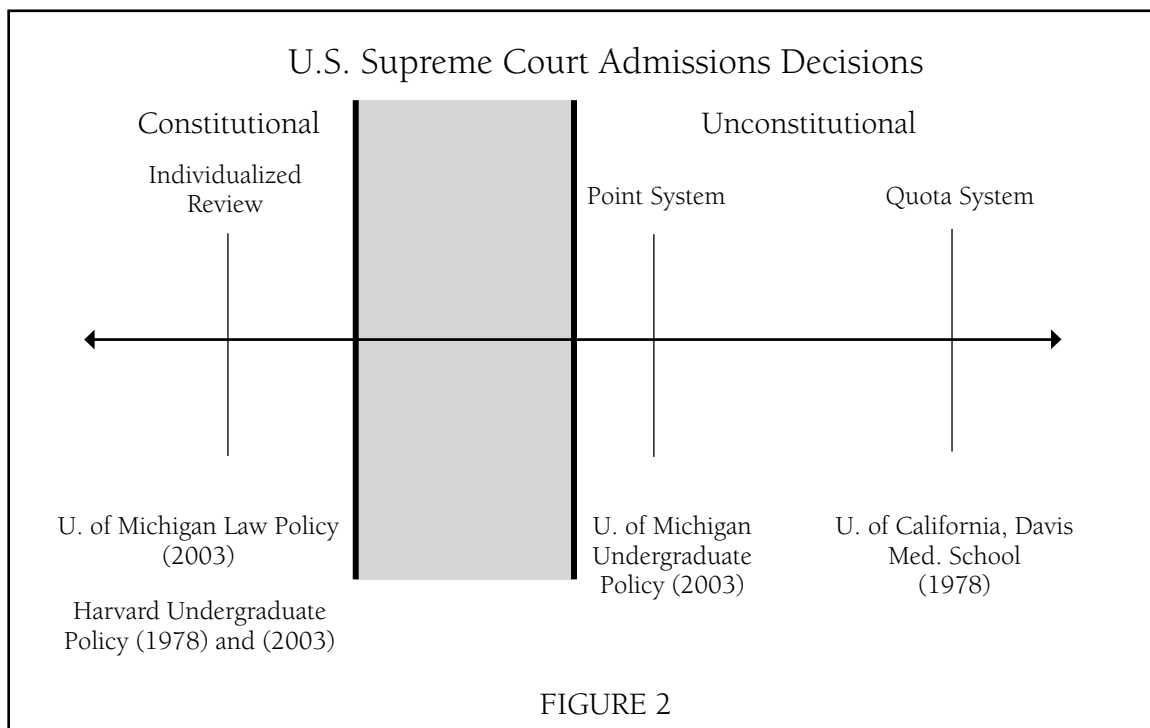 U.S. Supreme Court Admissions Decisions
Constitutional
Unconstitutional
Individualized
Review
Point System
Quota System
U. of Michigan Law Policy
(2003)
Harvard Undergraduate
Policy (1978) and (2003)
U. of Michigan
Undergraduate
Policy (2003)
U. of California, Davis
Med. School
(1978)
FIGURE 2